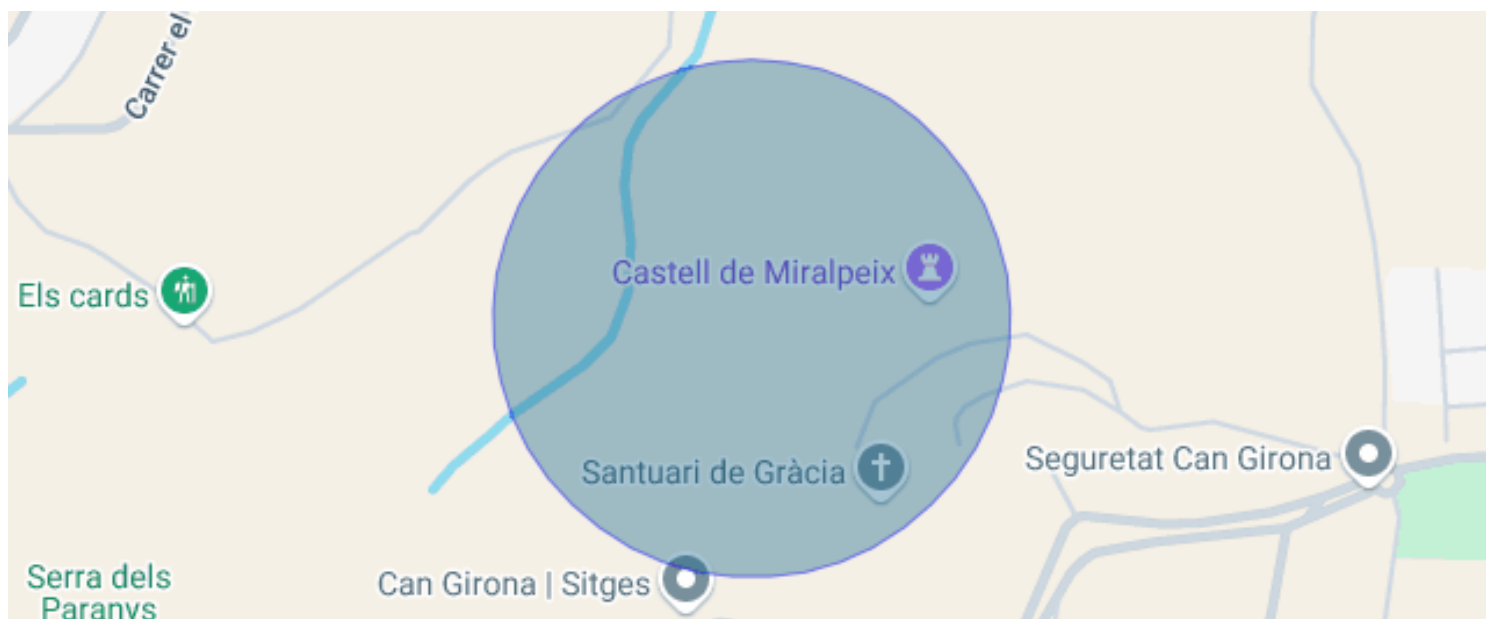 Carrer el
Castell de Miralpeix
Els cards
Seguretat Can Girona
Santuari de Gràcia
Can Girona | Sitges
Serra dels
Paranys